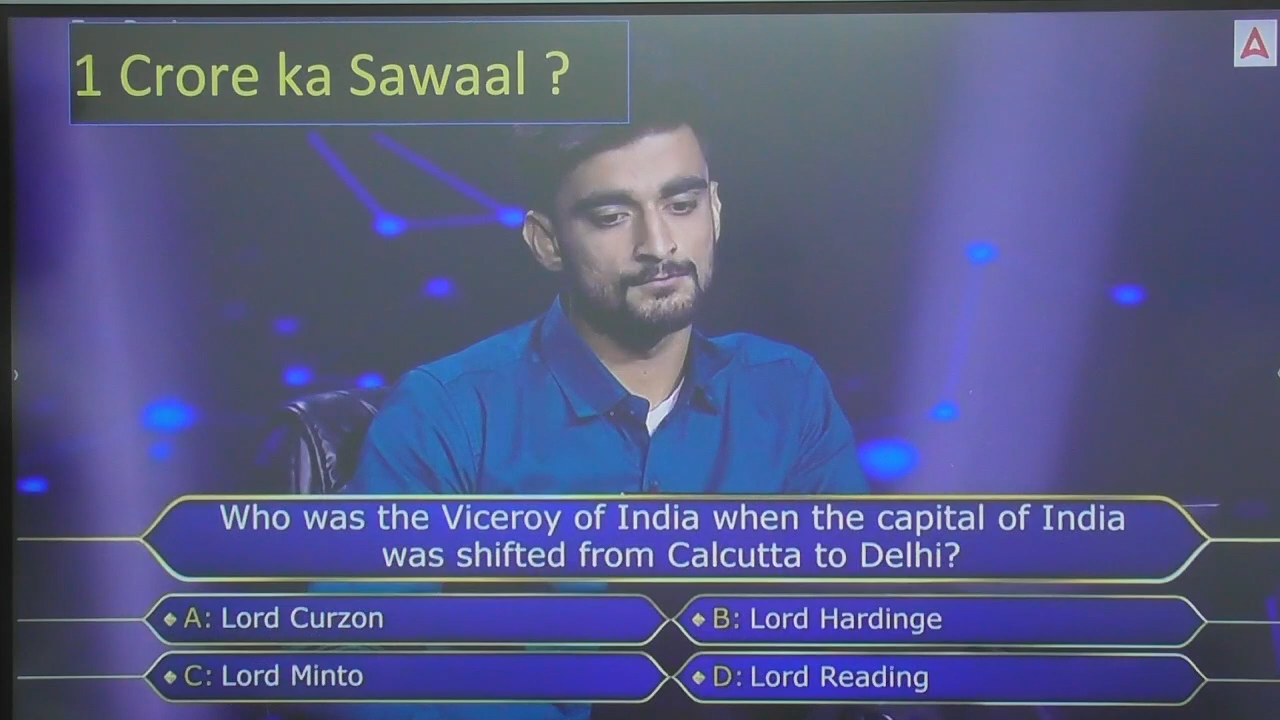 1 Crore ka Sawaal ?
Who was the Viceroy of India when the capital of India
was shifted from Calcutta to Delhi?
A: Lord Curzon
B: Lord Hardinge
C: Lord Minto
D: Lord Reading